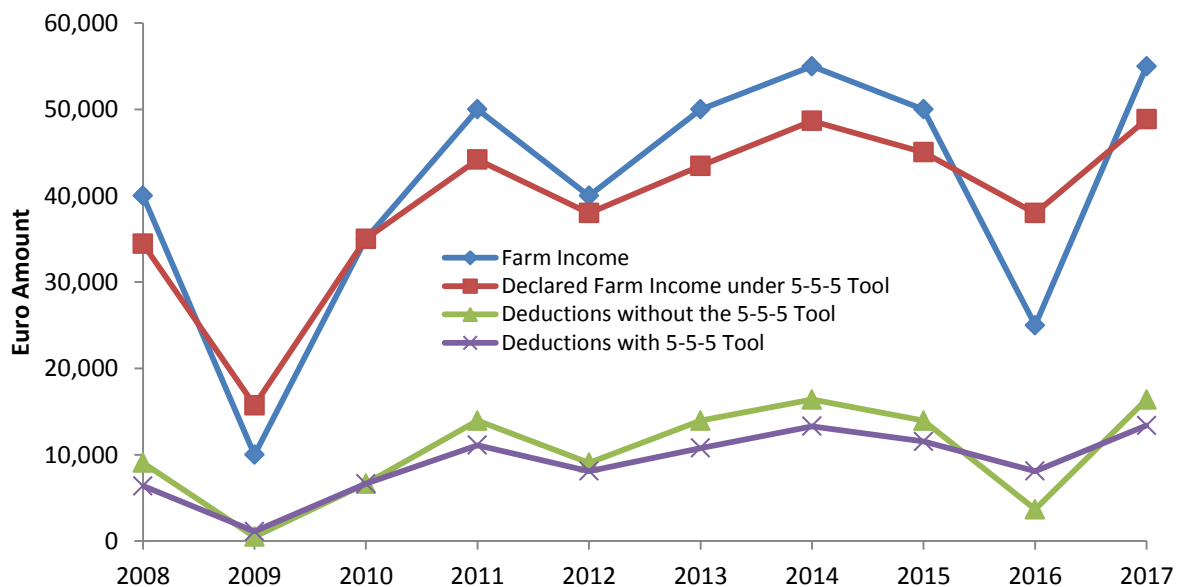 60,000
50,000
40,000
30,000
20,000
10,000
0
Euro Amount
Farm Income
Declared Farm Income under 5-5-5 Tool
Deductions without the 5-5-5 Tool
Deductions with 5-5-5 Tool
2008 2009 2010 2011 2012 2013 2014 2015 2016 2017